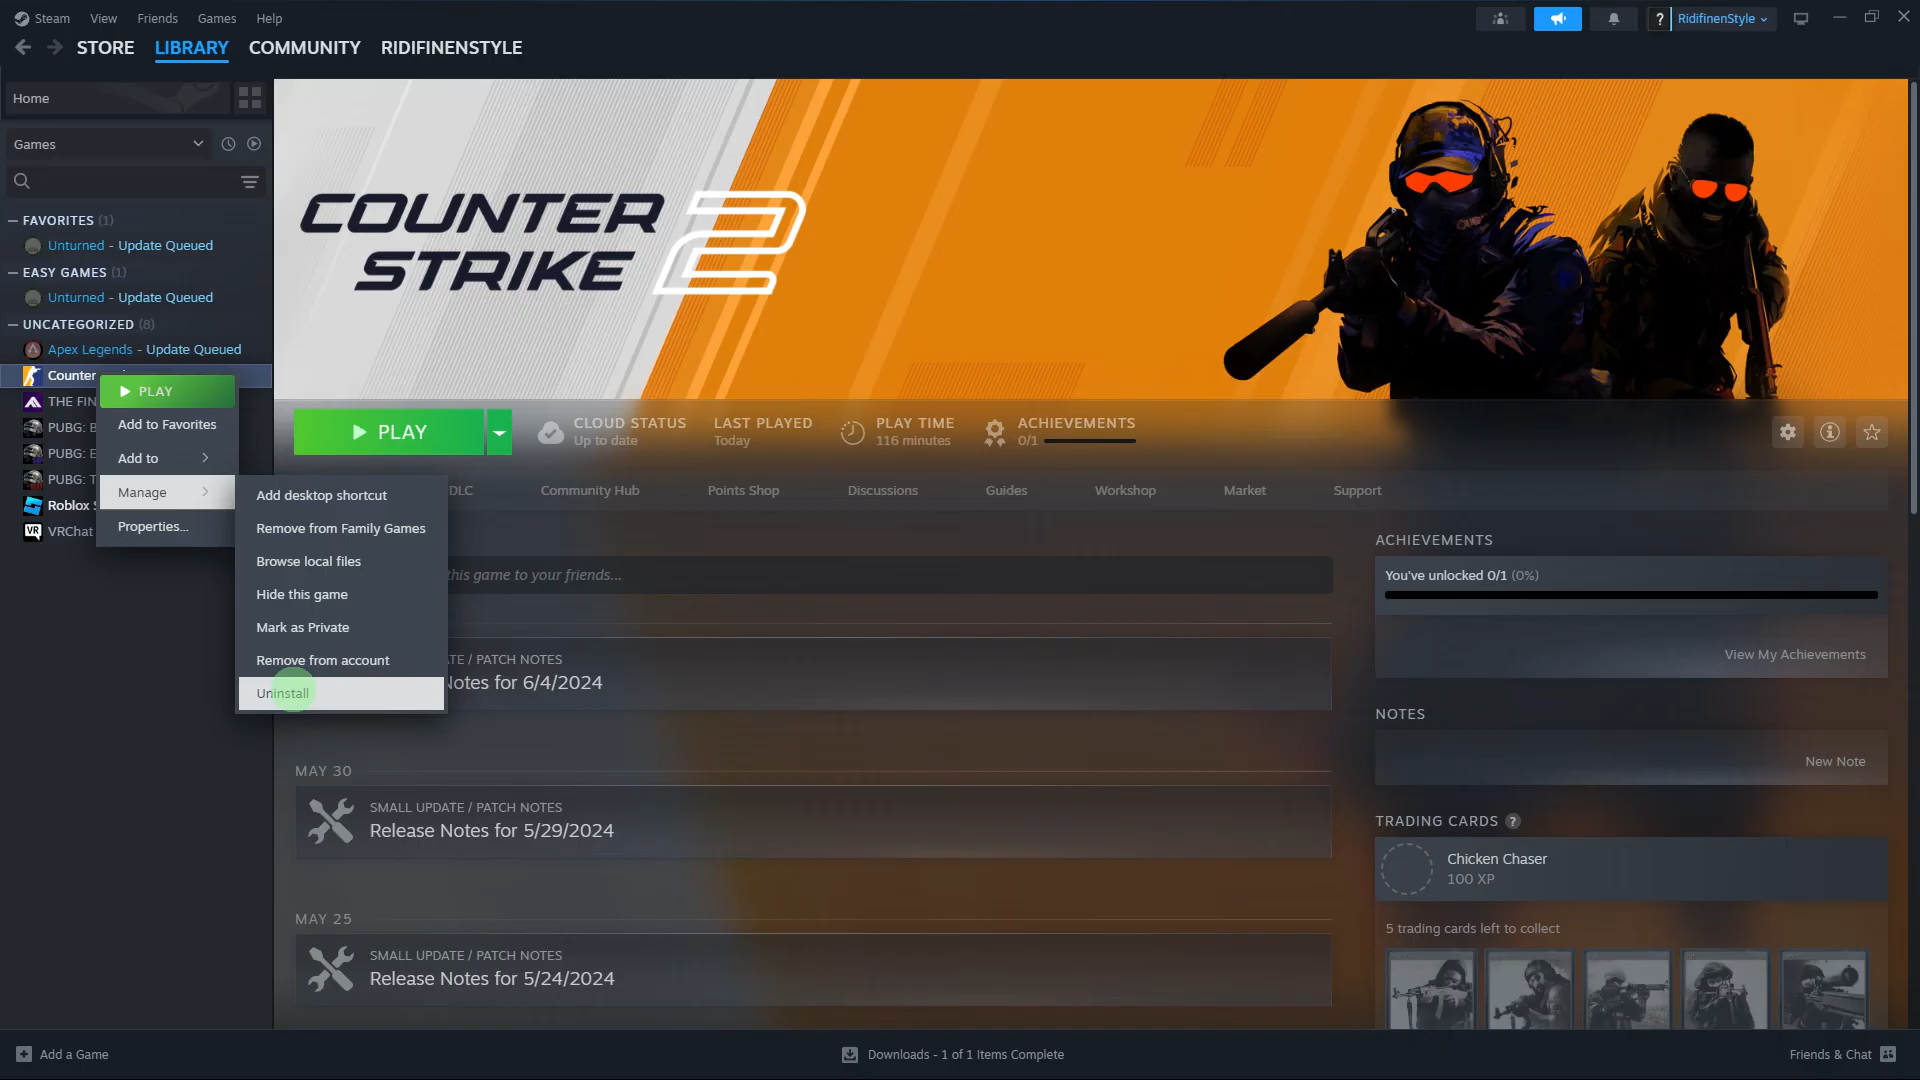 Steam View Friends Games Help
? RidifinenStyle
STORE LIBRARY COMMUNITY RIDIFINENSTYLE
Home
Games
FAVORITES (1)
Unturned - Update Queued
EASY GAMES (1)
Unturned - Update Queued
UNCATEGORIZED (8)
Apex Legends - Update Queued
Counter
THE FIN
PUBG: B
PUBG: E
PUBG: T
Roblox S
VR VRChat
PLAY
Add to Favorites
Add to
Manage
Properties...
Add desktop shortcut
Remove from Family Games
Browse local files
Hide this game
Mark as Private
Remove from account
Uninstall
COUNTER
STRIKE 2
PLAY
CLOUD STATUS
Up to date
LAST PLAYED
Today
PLAY TIME
116 minutes
ACHIEVEMENTS
0/1
DLC Community Hub Points Shop Discussions Guides Workshop Market Support
this game to your friends...
TE / PATCH NOTES
Notes for 6/4/2024
MAY 30
SMALL UPDATE / PATCH NOTES
Release Notes for 5/29/2024
MAY 25
SMALL UPDATE / PATCH NOTES
Release Notes for 5/24/2024
ACHIEVEMENTS
You've unlocked 0/1 (0%)
View My Achievements
NOTES
New Note
TRADING CARDS ?
Chicken Chaser
100 XP
5 trading cards left to collect
Add a Game
Downloads - 1 of 1 Items Complete
Friends & Chat